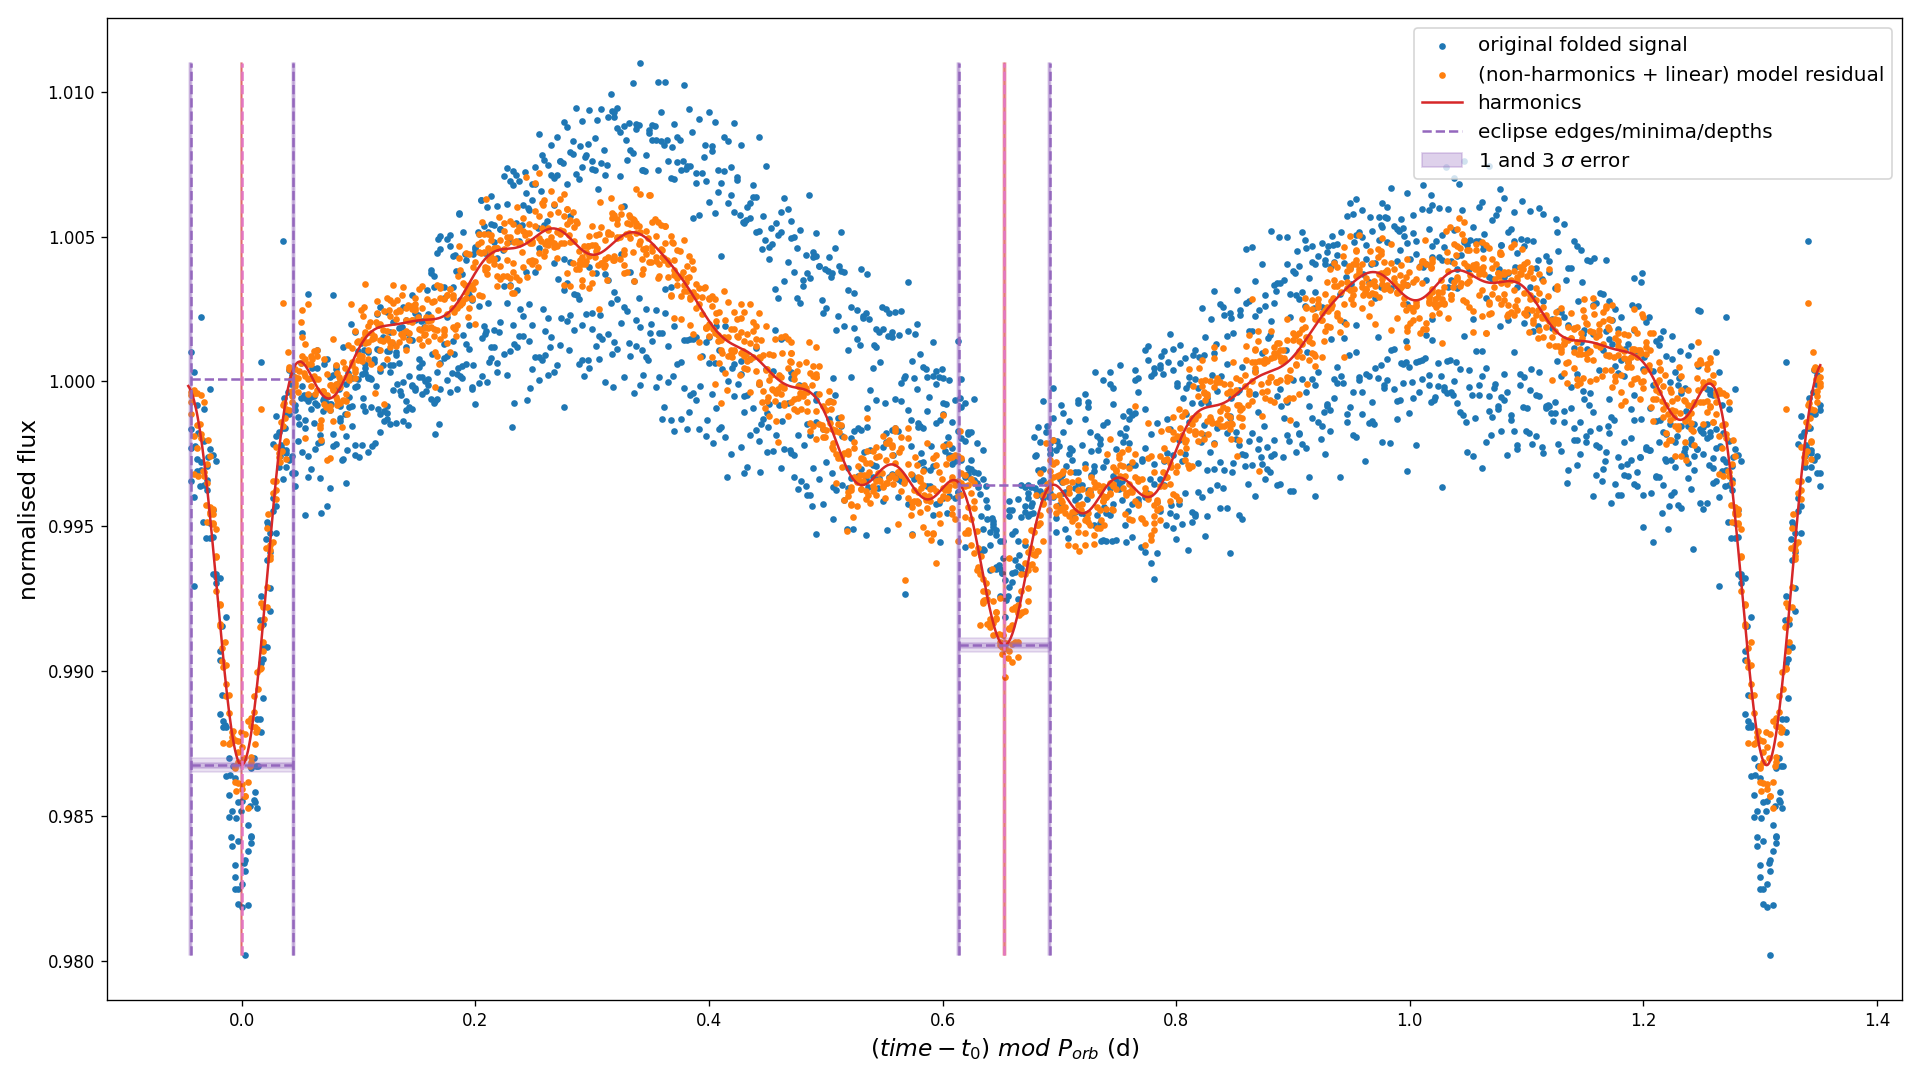 original folded signal
(non-harmonics + linear) model residual
harmonics
eclipse edges/minima/depths
1 and 3 σ error
normalised flux
1.010
1.005
1.000
0.995
0.990
0.985
0.980
0.0 0.2 0.4 0.6 0.8 1.0 1.2 1.4
(time − t₀) mod Pₒᵣb (d)